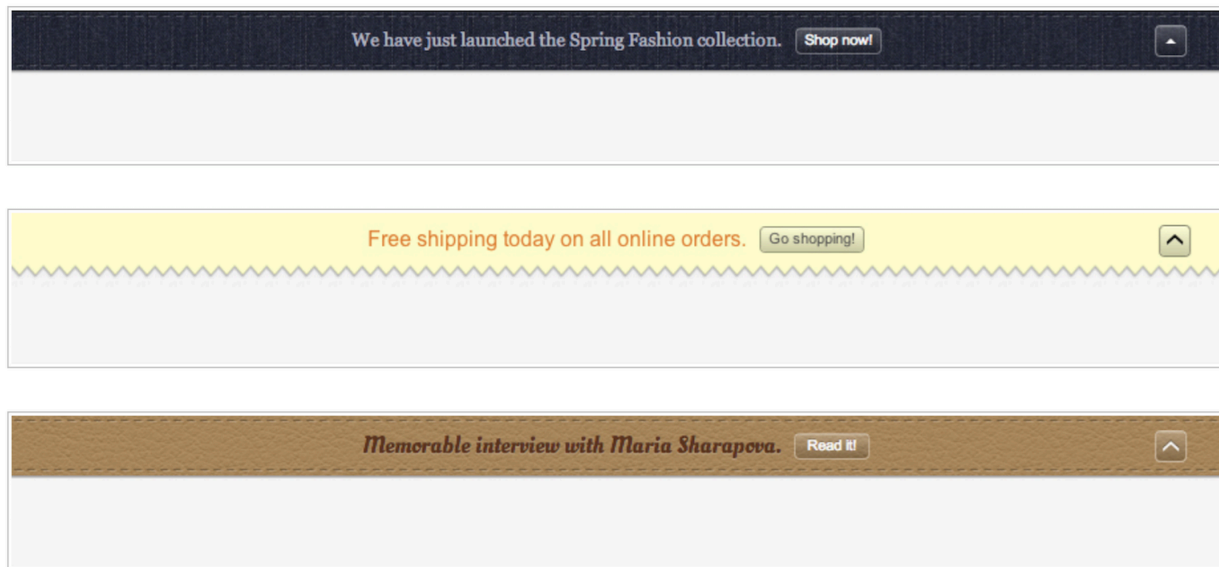 We have just launched the Spring Fashion collection. Shop now!
Free shipping today on all online orders. Go shopping!
Memorable interview with Maria Sharapova. Read it!